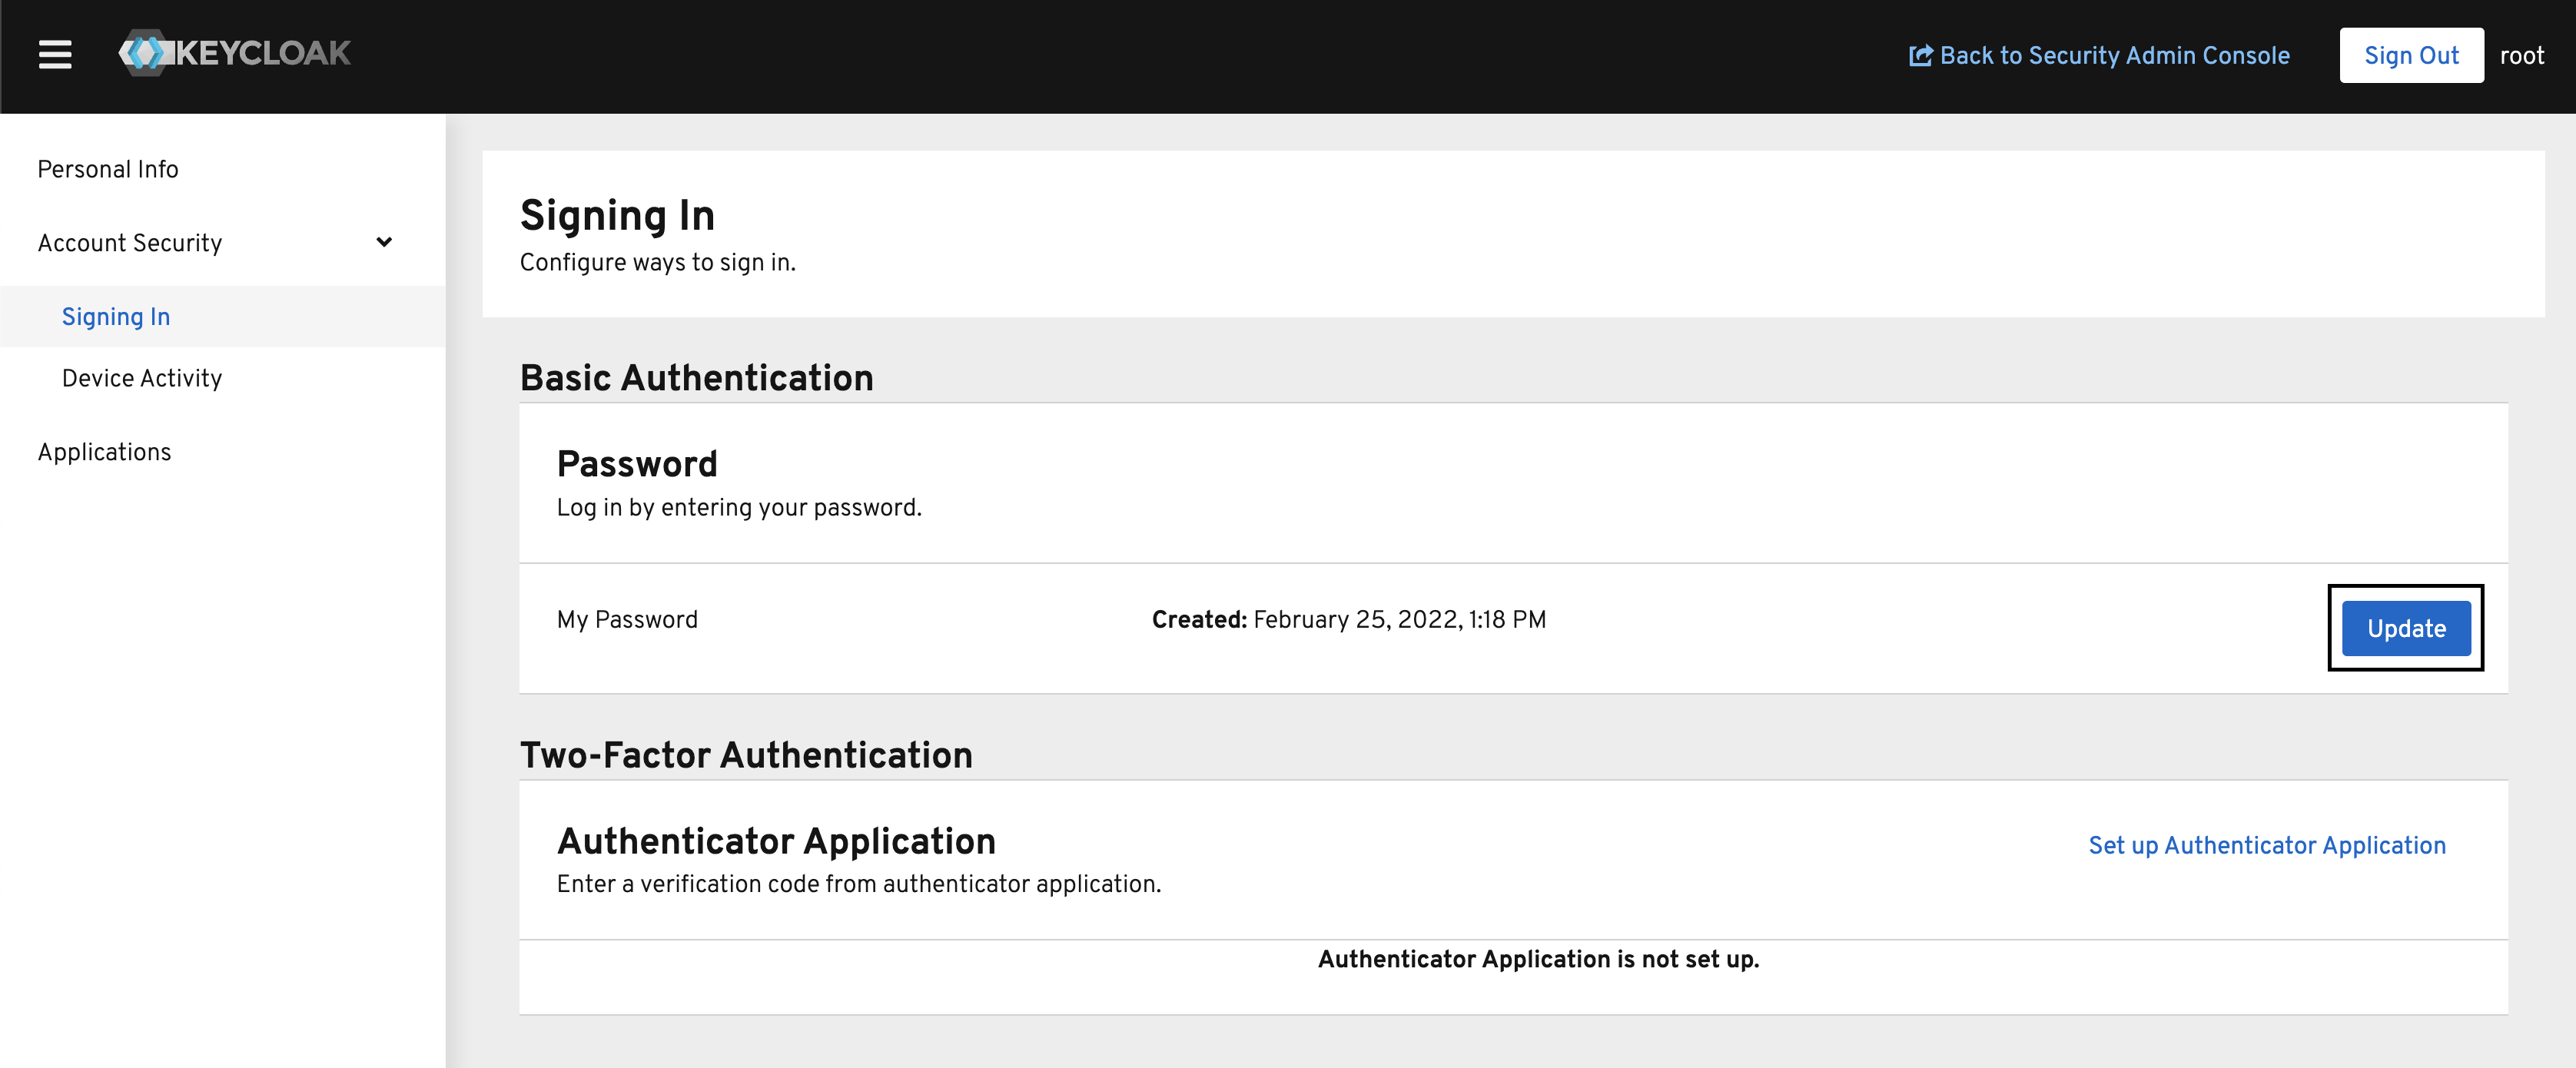 KEYCLOAK
Back to Security Admin Console
Sign Out
root
Personal Info
Account Security
Signing In
Device Activity
Applications
Signing In
Configure ways to sign in.
Basic Authentication
Password
Log in by entering your password.
My Password
Created: February 25, 2022, 1:18 PM
Update
Two-Factor Authentication
Authenticator Application
Set up Authenticator Application
Enter a verification code from authenticator application.
Authenticator Application is not set up.